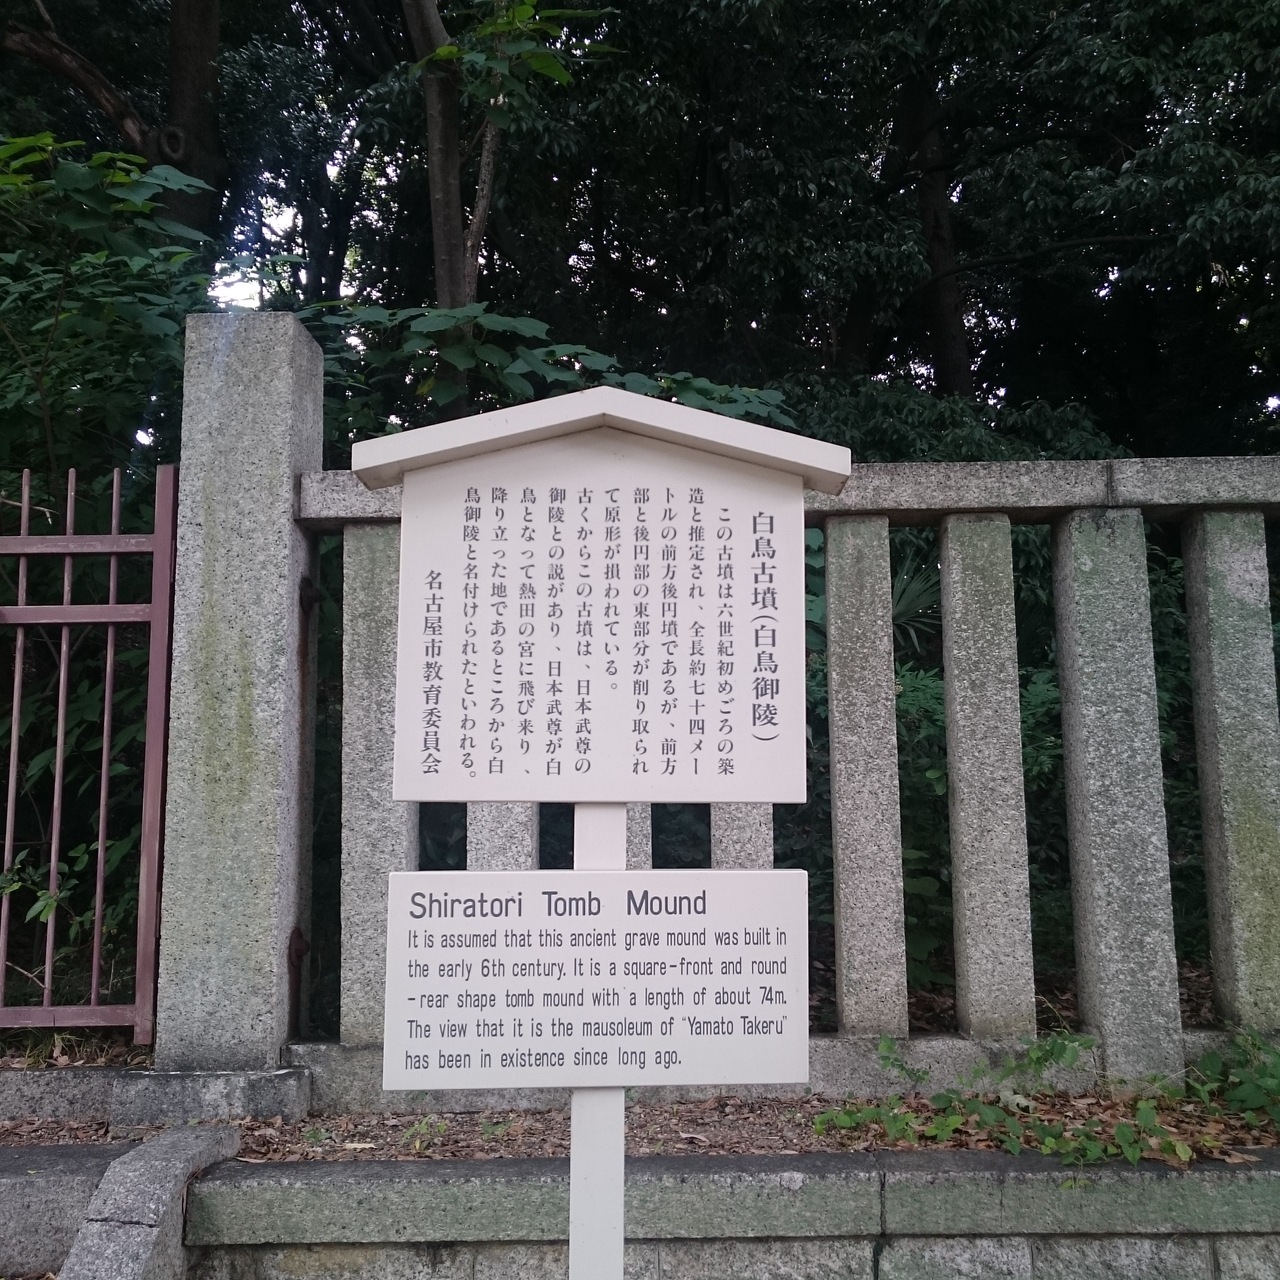 白鳥古墳(白鳥御陵)
この古墳は六世紀初めごろの築
造と推定され、全長約七十四メー
トルの前方後円墳であるが、前方
部と後円部の東部分が削り取られ
て原形が損われている。
古くからこの古墳は、日本武尊の
御陵との説があり、日本武尊が白
鳥となって熱田の宮に飛び来り、
降り立った地であるところから白
鳥御陵と名付けられたといわれる。
名古屋市教育委員会
Shiratori Tomb Mound
It is assumed that this ancient grave mound was built in
the early 6th century. It is a square-front and round
-rear shape tomb mound with a length of about 74m.
The view that it is the mausoleum of "Yamato Takeru"
has been in existence since long ago.